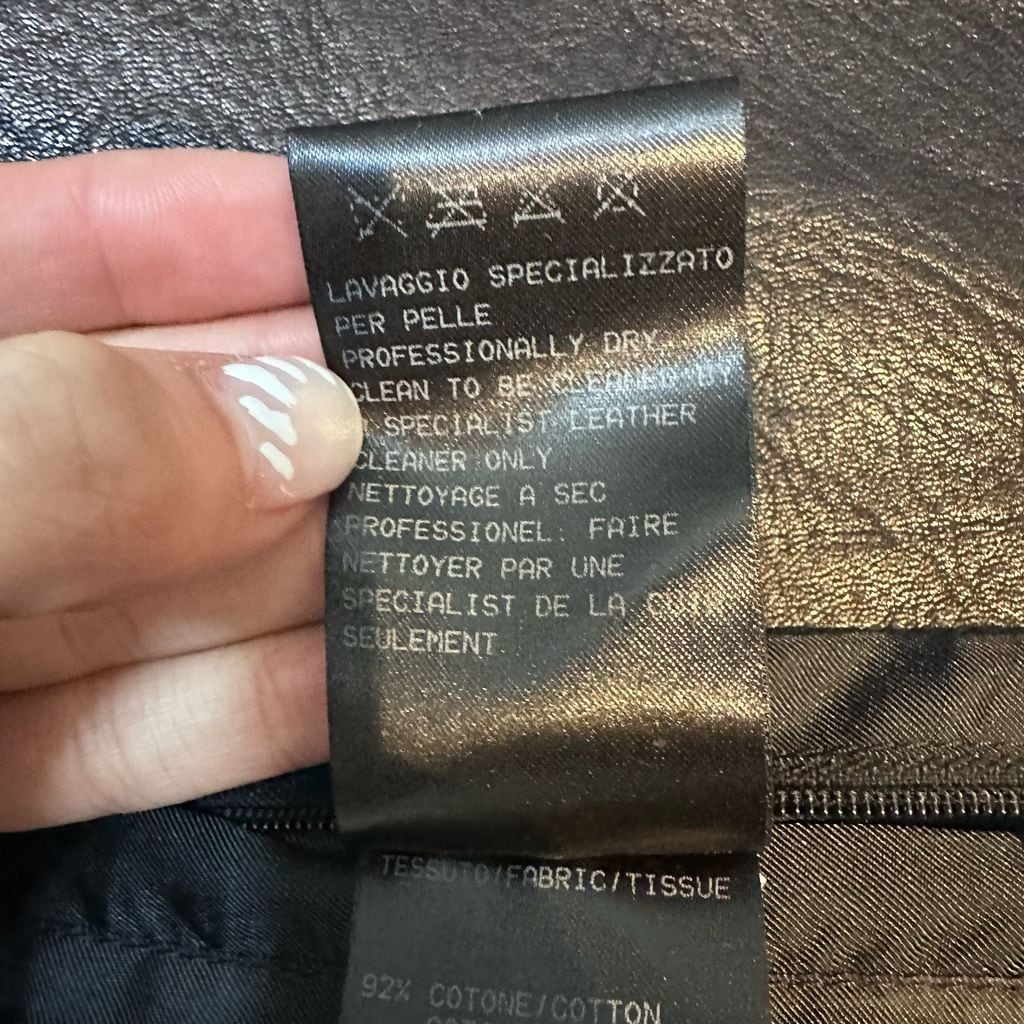 LAVAGGIO SPECIALIZZATO
PER PELLE
PROFESSIONALLY DRY
CLEAN TO BE CLEANED BY
SPECIALIST LEATHER
CLEANER ONLY
NETTOYAGE A SEC
PROFESSIONEL: FAIRE
NETTOYER PAR UNE
SPECIALIST DE LA
SEULEMENT
TESSUTO/FABRIC/TISSUE
92% COTONE/COTTON